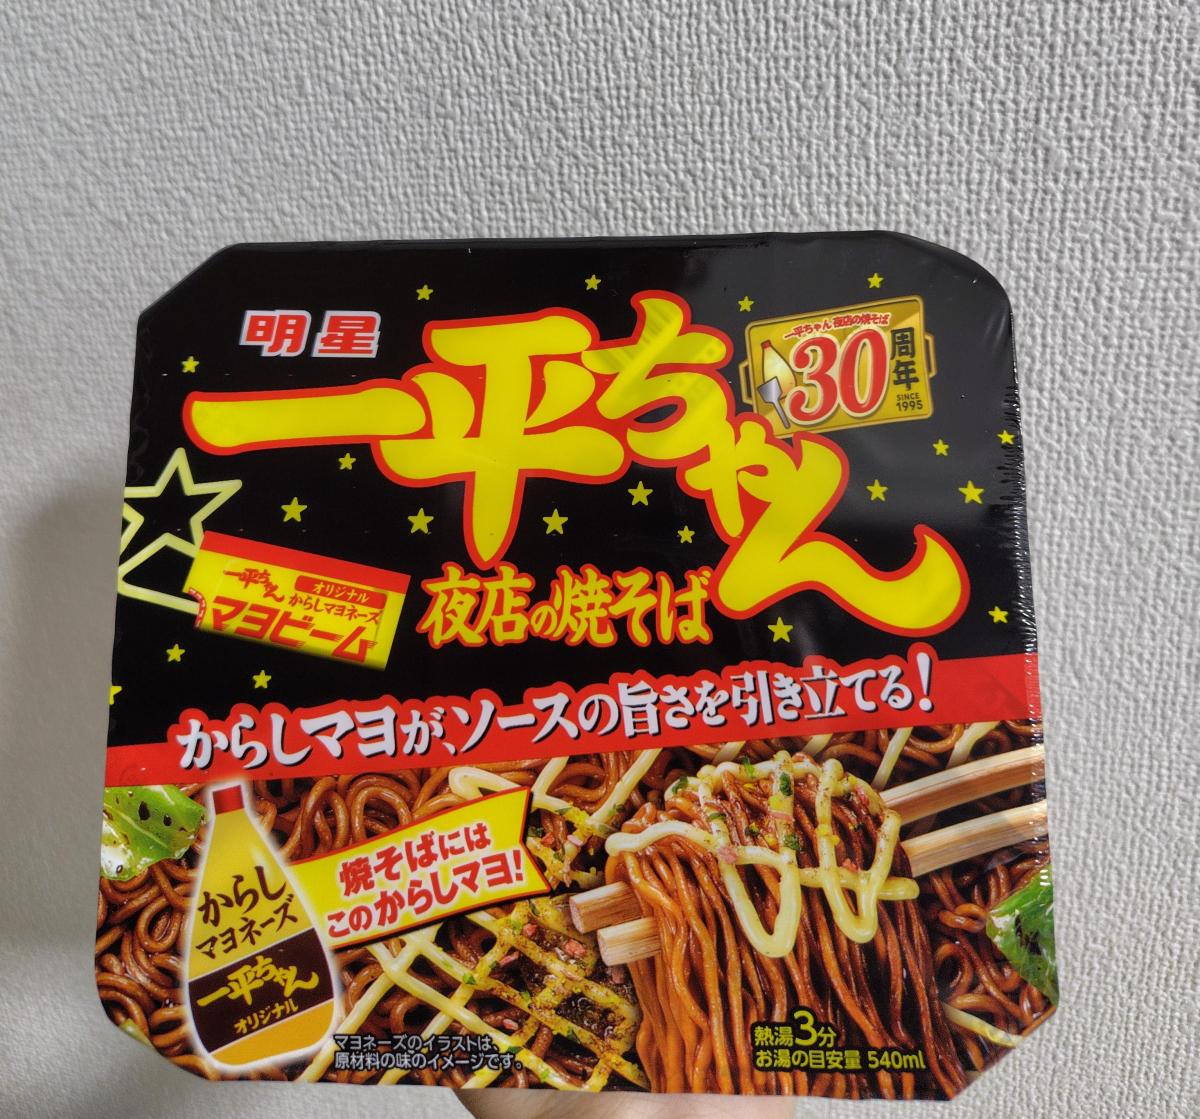 明星
一平ちゃん
夜店の焼そば
一平ちゃん 夜店の焼そば
30
周年
SINCE
1995
一平ちゃん
オリジナル
からしマヨネーズ
マヨビーム
からしマヨが、ソースの旨さを引き立てる!
焼そばには
このからしマヨ!
からし
マヨネーズ
一平ちゃん
オリジナル
マヨネーズのイラストは、
原材料の味のイメージです。
熱湯3分
お湯の目安量 540ml